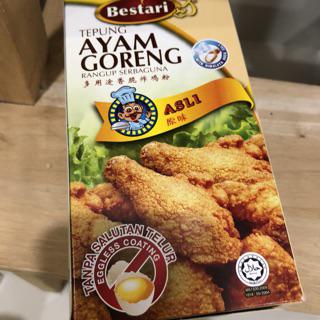 Bestari
TEPUNG
AYAM
GORENG
RANGUP SERBAGUNA
多用途香脆炸鸡粉
ASLI
原味
TANPA SALUTAN TELUR
EGGLESS COATING